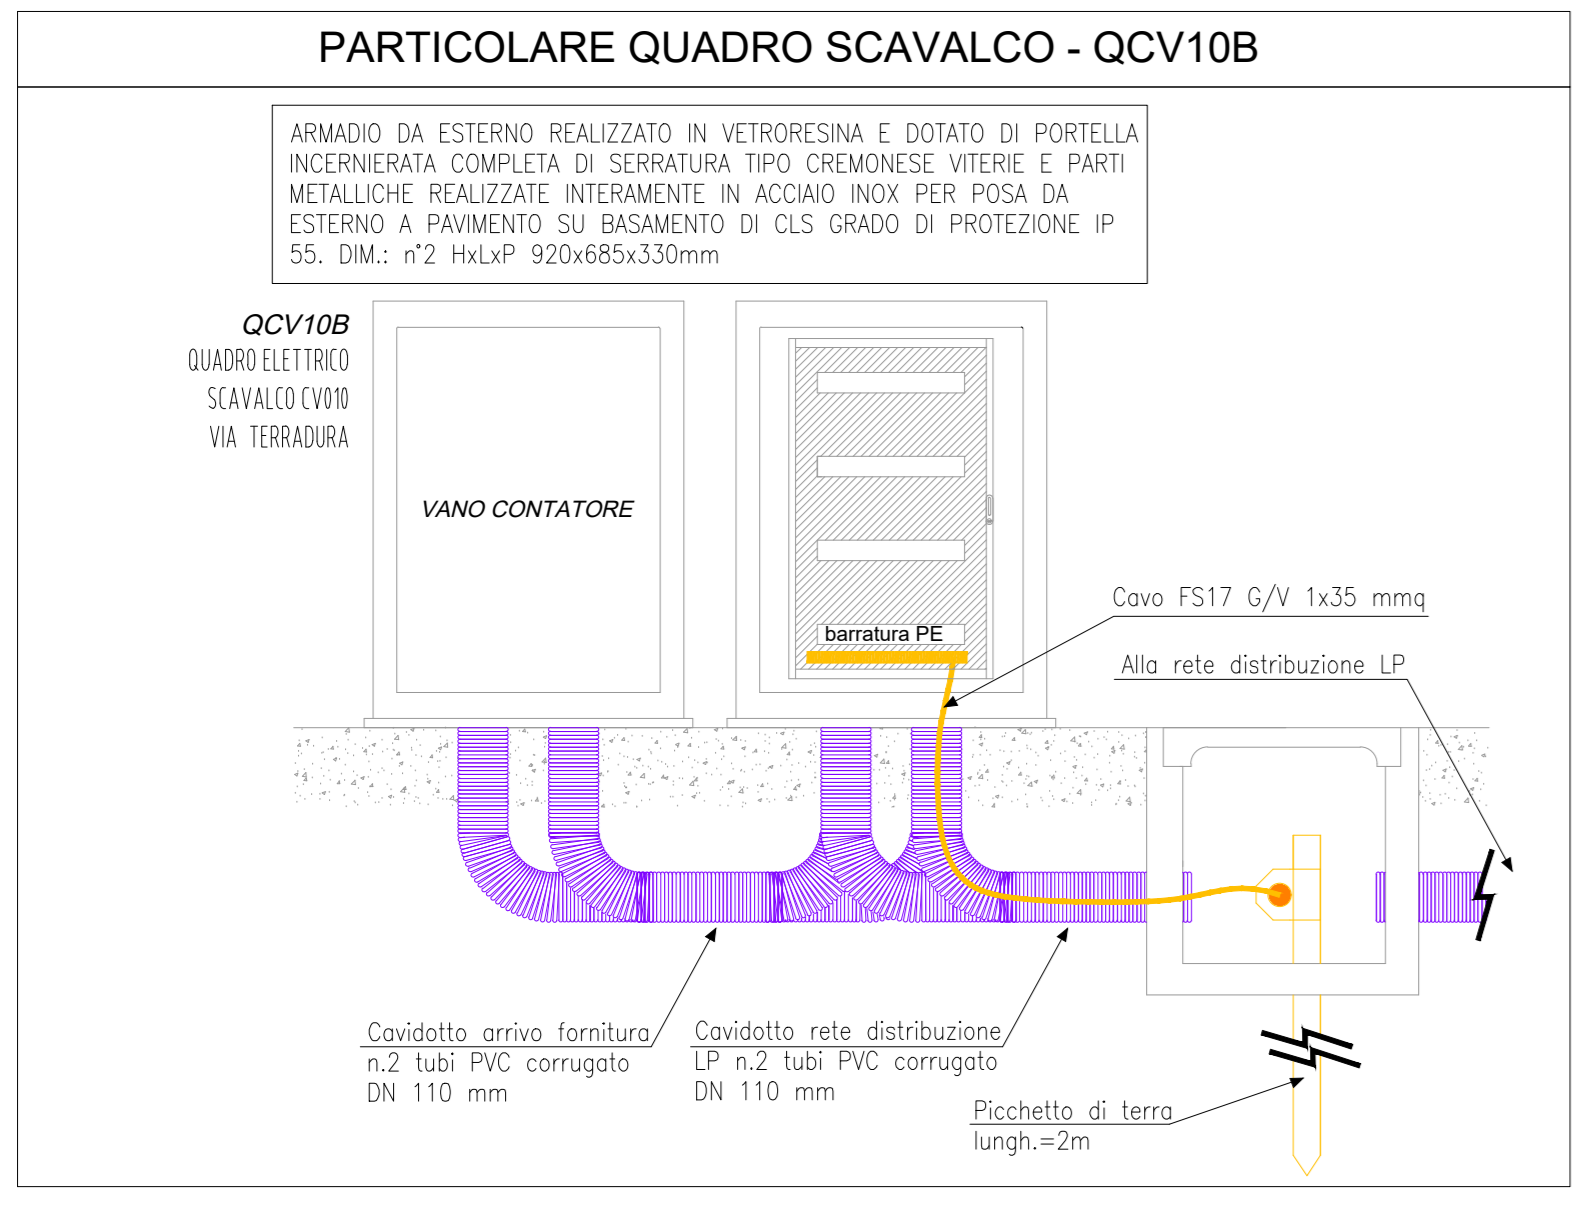 PARTICOLARE QUADRO SCAVALCO - QCV10B
ARMADIO DA ESTERNO REALIZZATO IN VETRORESINA E DOTATO DI PORTELLA
INCERNIERATA COMPLETA DI SERRATURA TIPO CREMONESE VITERIE E PARTI
METALLICHE REALIZZATE INTERAMENTE IN ACCIAIO INOX PER POSA DA
ESTERNO A PAVIMENTO SU BASAMENTO DI CLS GRADO DI PROTEZIONE IP
55. DIM.: n°2 HxLxP 920x685x330mm
QCV10B
QUADRO ELETTRICO
SCAVALCO CV010
VIA TERRADURA
VANO CONTATORE
barratura PE
Cavo FS17 G/V 1x35 mmq
Alla rete distribuzione LP
Cavidotto arrivo fornitura
n.2 tubi PVC corrugato
DN 110 mm
Cavidotto rete distribuzione
LP n.2 tubi PVC corrugato
DN 110 mm
Picchetto di terra
lungh.=2m